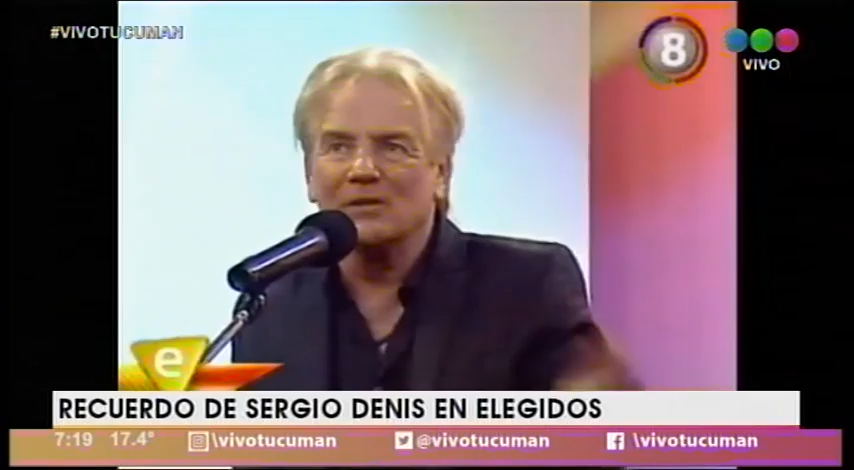 #VIVOTUCUMAN
8
VIVO
e
RECUERDO DE SERGIO DENIS EN ELEGIDOS
7:19 17.4° \vivotucuman @vivotucuman \vivotucuman